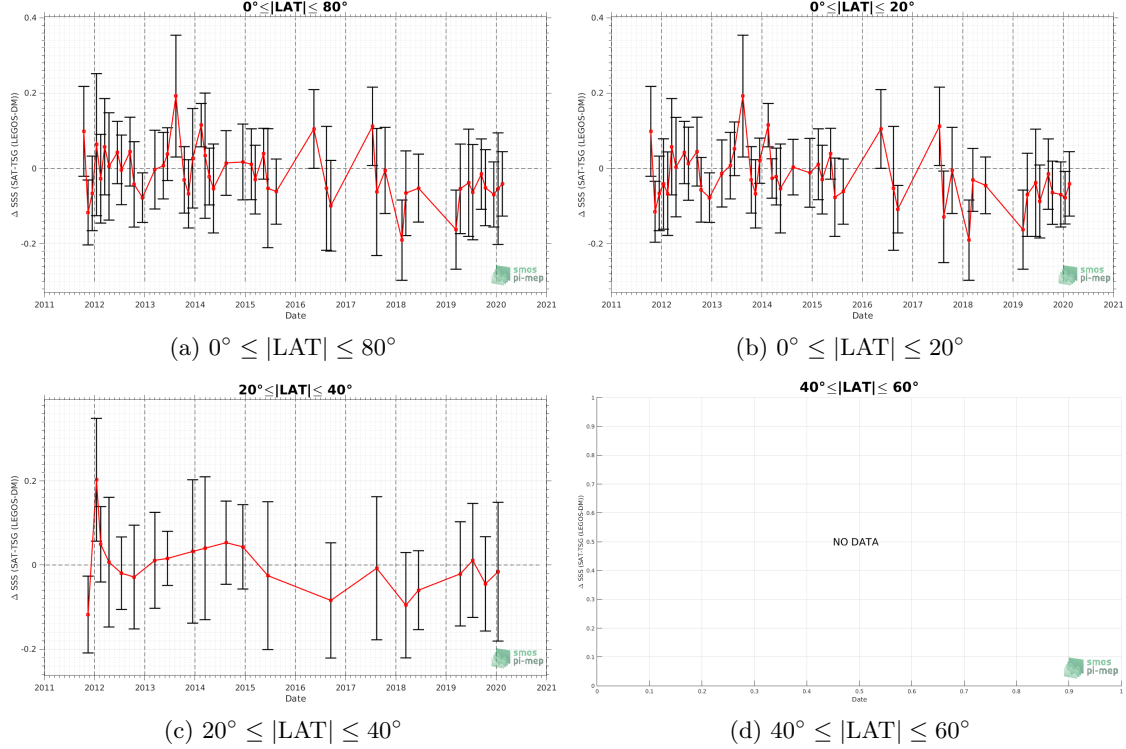 0°≤|LAT|≤ 80°
Δ SSS (SAT-TSG (LEGOS-DM))
0.4
0.2
0
-0.2
2011 2012 2013 2014 2015 2016 2017 2018 2019 2020 2021
Date
smos
pi-mep
(a) 0° ≤ |LAT| ≤ 80°
0°≤|LAT|≤ 20°
Δ SSS (SAT-TSG (LEGOS-DM))
0.4
0.2
0
-0.2
2011 2012 2013 2014 2015 2016 2017 2018 2019 2020 2021
Date
smos
pi-mep
(b) 0° ≤ |LAT| ≤ 20°
20°≤|LAT|≤ 40°
Δ SSS (SAT-TSG (LEGOS-DM))
0.2
0
-0.2
2011 2012 2013 2014 2015 2016 2017 2018 2019 2020 2021
Date
smos
pi-mep
(c) 20° ≤ |LAT| ≤ 40°
40°≤|LAT|≤ 60°
Δ SSS (SAT-TSG (LEGOS-DM))
1
0.9
0.8
0.7
0.6
0.5
0.4
0.3
0.2
0.1
0
NO DATA
0 0.1 0.2 0.3 0.4 0.5 0.6 0.7 0.8 0.9 1
Date
smos
pi-mep
(d) 40° ≤ |LAT| ≤ 60°